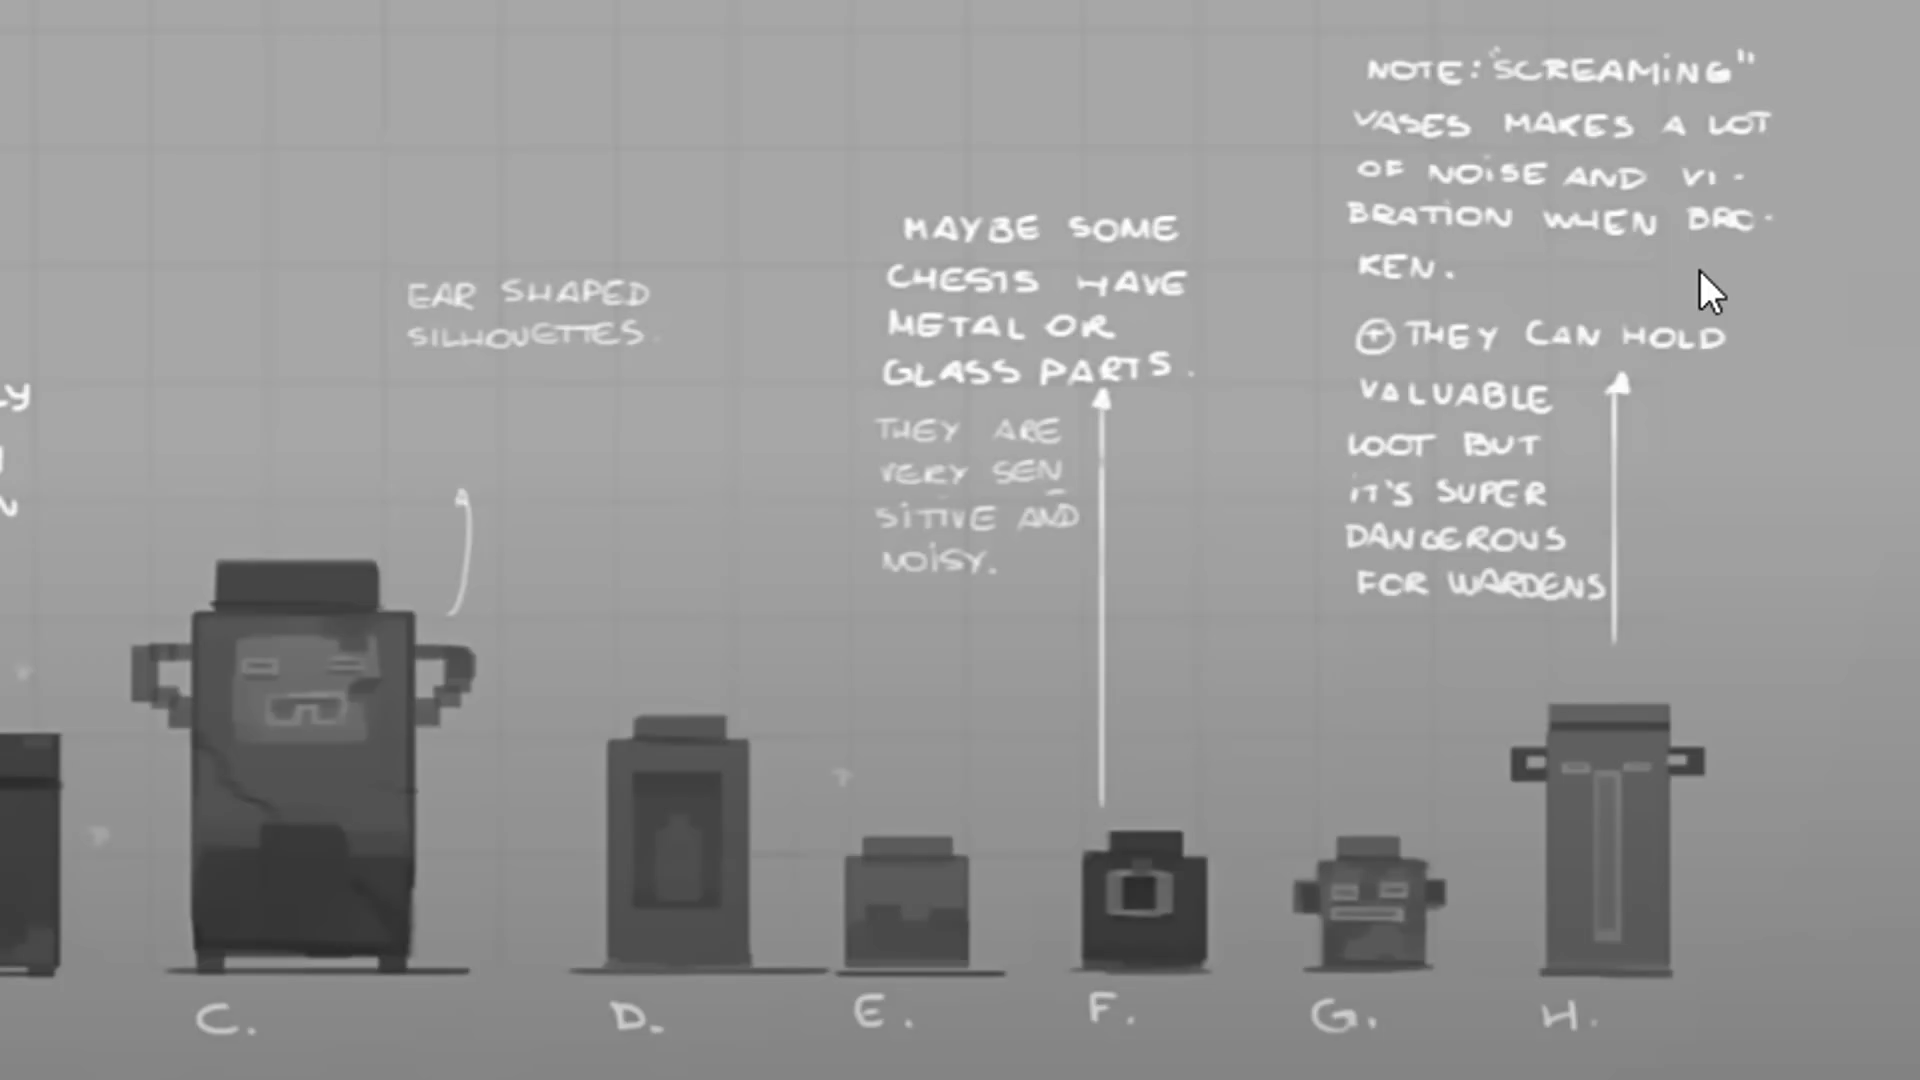 LY
EAR SHAPED
SILHOUETTES.
MAYBE SOME
CHESTS HAVE
METAL OR
GLASS PARTS.
THEY ARE
VERY SEN
SITIVE AND
NOISY.
NOTE: "SCREAMING"
VASES MAKES A LOT
OF NOISE AND VI-
BRATION WHEN BRO-
KEN.
⊕ THEY CAN HOLD
VALUABLE
LOOT BUT
IT'S SUPER
DANGEROUS
FOR WARDENS
C.
D.
E.
F.
G.
H.